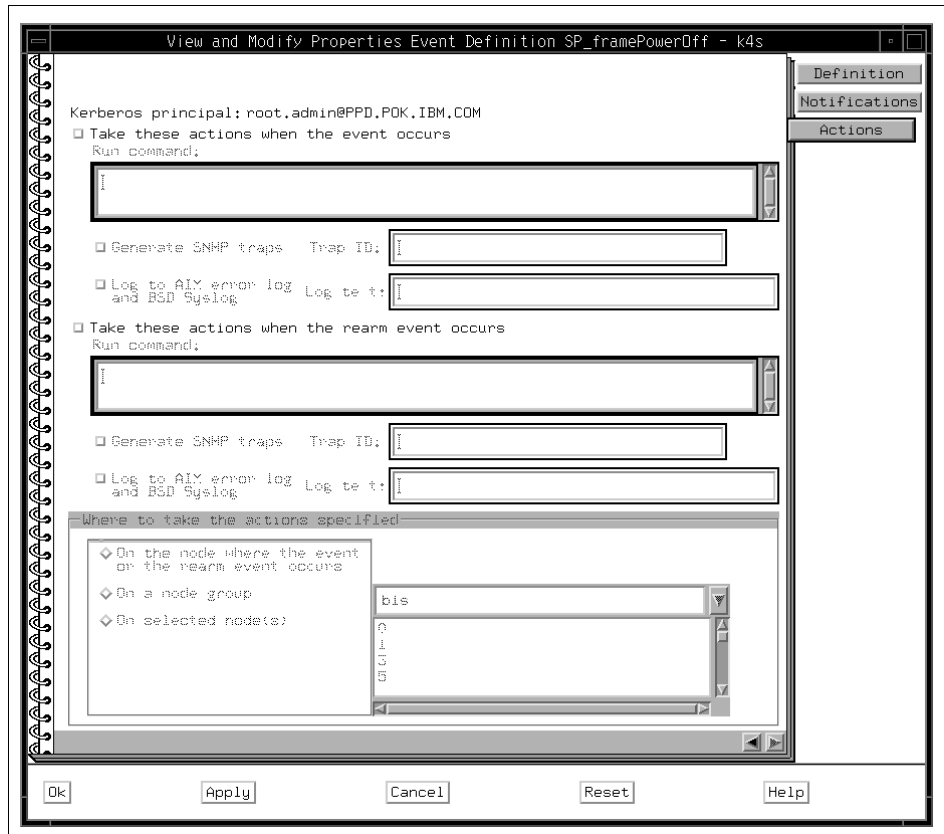 View and Modify Properties Event Definition SP_framePowerOff - k4s
Definition
Notifications
Actions
Kerberos principal: root.admin@PPD.POK.IBM.COM
Take these actions when the event occurs
Run command:
Generate SNMP traps Trap ID:
Log to AIX error log
and BSD Syslog
Log te t:
Take these actions when the rearm event occurs
Run command:
Generate SNMP traps Trap ID:
Log to AIX error log
and BSD Syslog
Log te t:
Where to take the actions specified
On the node where the event
or the rearm event occurs
On a node group
bis
On selected node(s)
0
1
3
5
Ok
Apply
Cancel
Reset
Help